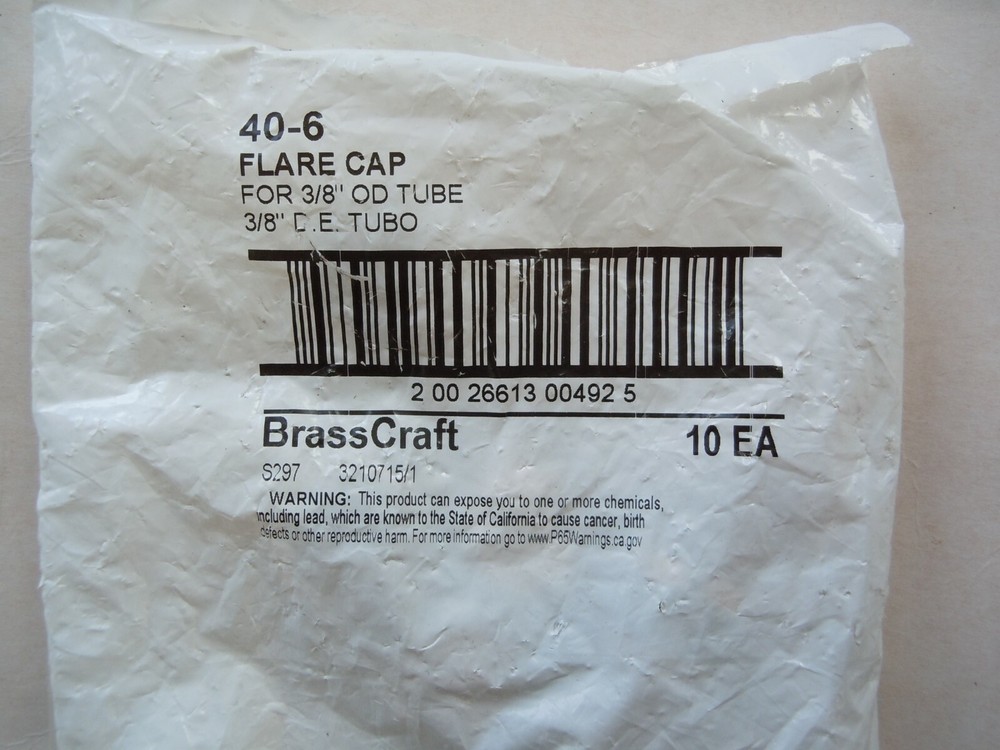 40-6
FLARE CAP
FOR 3/8" OD TUBE
3/8" D.E. TUBO
2 00 26613 00492 5
BrassCraft 10 EA
S297 3210715/1
WARNING: This product can expose you to one or more chemicals,
including lead, which are known to the State of California to cause cancer, birth
defects or other reproductive harm. For more information go to www.P65Warnings.ca.gov